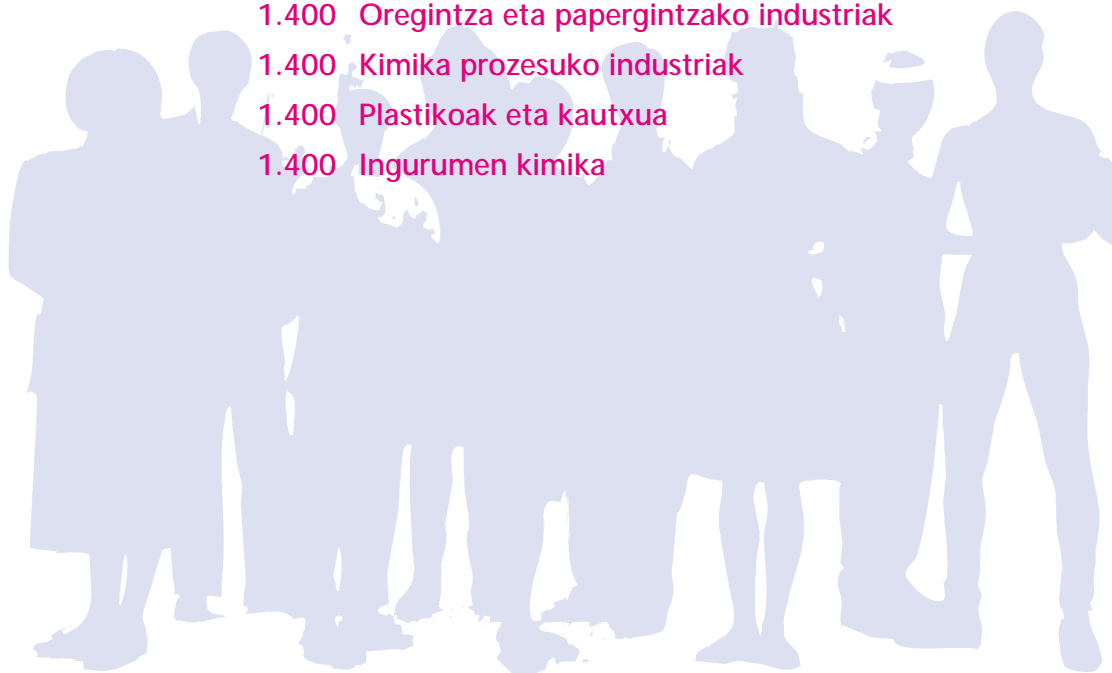 1.400 Oregintza eta papergintzako industriak
1.400 Kimika prozesuko industriak
1.400 Plastikoak eta kautxua
1.400 Ingurumen kimika